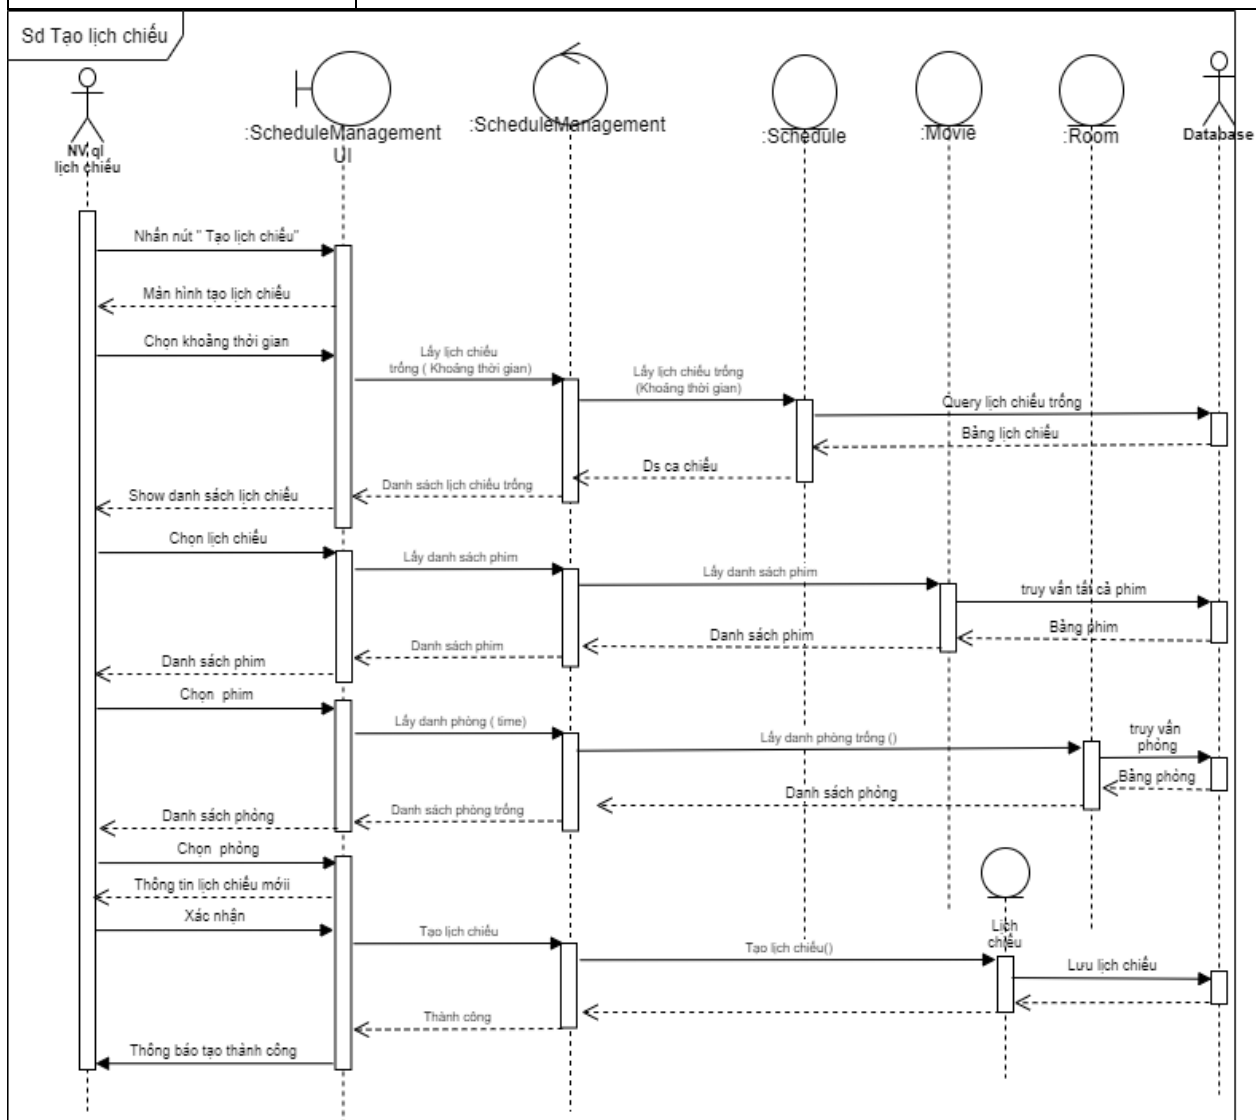 Sd Tạo lịch chiếu
NV ql
lịch chiếu
:ScheduleManagement
UI
:ScheduleManagement
:Schedule
:Movie
:Room
Database
Nhấn nút " Tạo lịch chiếu"
Màn hình tạo lịch chiếu
Chọn khoảng thời gian
Lấy lịch chiếu
trống ( Khoảng thời gian)
Lấy lịch chiếu trống
(Khoảng thời gian)
Query lịch chiếu trống
Bảng lịch chiếu
Ds ca chiếu
Danh sách lịch chiếu trống
Show danh sách lịch chiếu
Chọn lịch chiếu
Lấy danh sách phim
Lấy danh sách phim
truy vấn tất cả phim
Bảng phim
Danh sách phim
Danh sách phim
Danh sách phim
Chọn phim
Lấy danh phòng ( time)
Lấy danh phòng trống ()
truy vấn
phòng
Bảng phòng
Danh sách phòng
Danh sách phòng trống
Danh sách phòng
Chọn phòng
Thông tin lịch chiếu mớii
Xác nhận
Lịch
chiếu
Tạo lịch chiếu
Tạo lịch chiếu()
Lưu lịch chiếu
Thành công
Thông báo tạo thành công